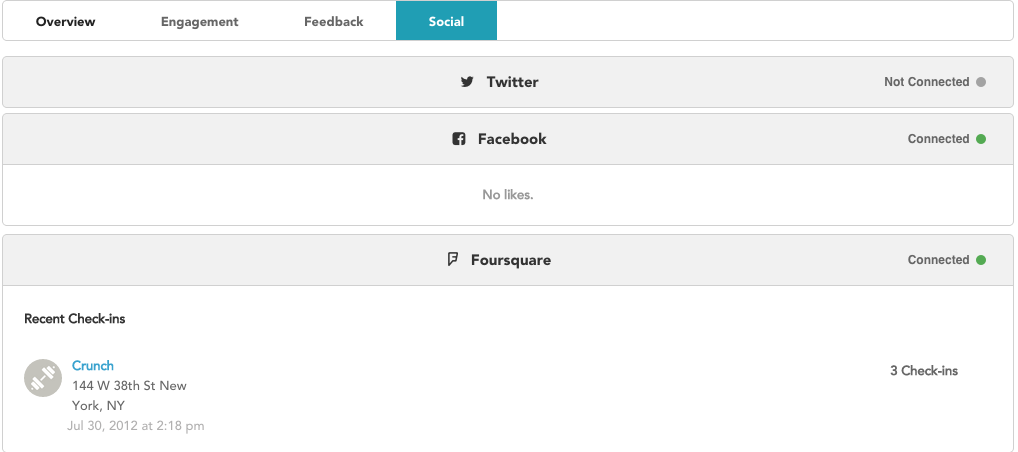 Overview Engagement Feedback Social
Twitter Not Connected
Facebook Connected
No likes.
Foursquare Connected
Recent Check-ins
Crunch
144 W 38th St New 3 Check-ins
York, NY
Jul 30, 2012 at 2:18 pm